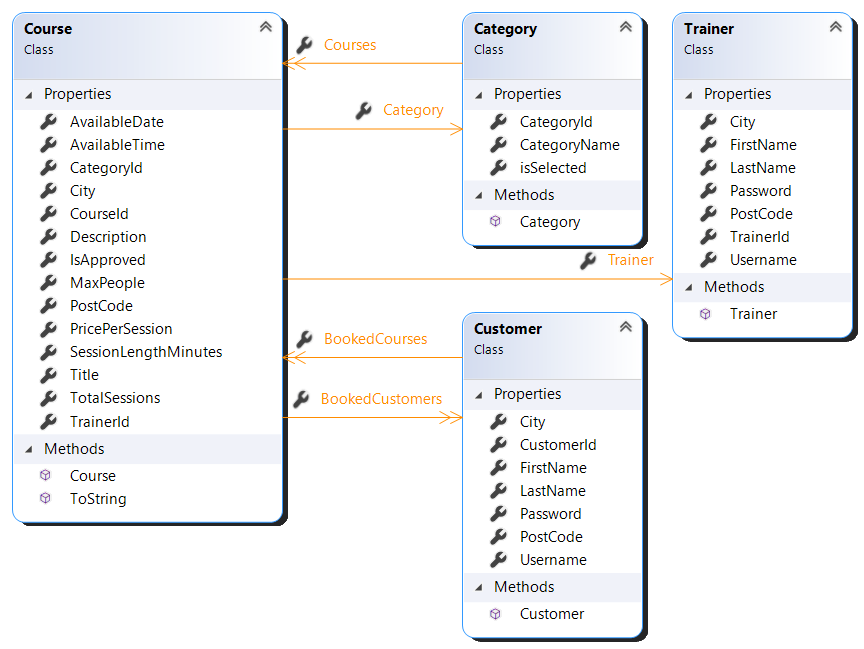 Course
Class
Properties
AvailableDate
AvailableTime
CategoryId
City
CourseId
Description
IsApproved
MaxPeople
PostCode
PricePerSession
SessionLengthMinutes
Title
TotalSessions
TrainerId
Methods
Course
ToString
Courses
Category
Trainer
BookedCourses
BookedCustomers
Category
Class
Properties
CategoryId
CategoryName
isSelected
Methods
Category
Customer
Class
Properties
City
CustomerId
FirstName
LastName
Password
PostCode
Username
Methods
Customer
Trainer
Class
Properties
City
FirstName
LastName
Password
PostCode
TrainerId
Username
Methods
Trainer